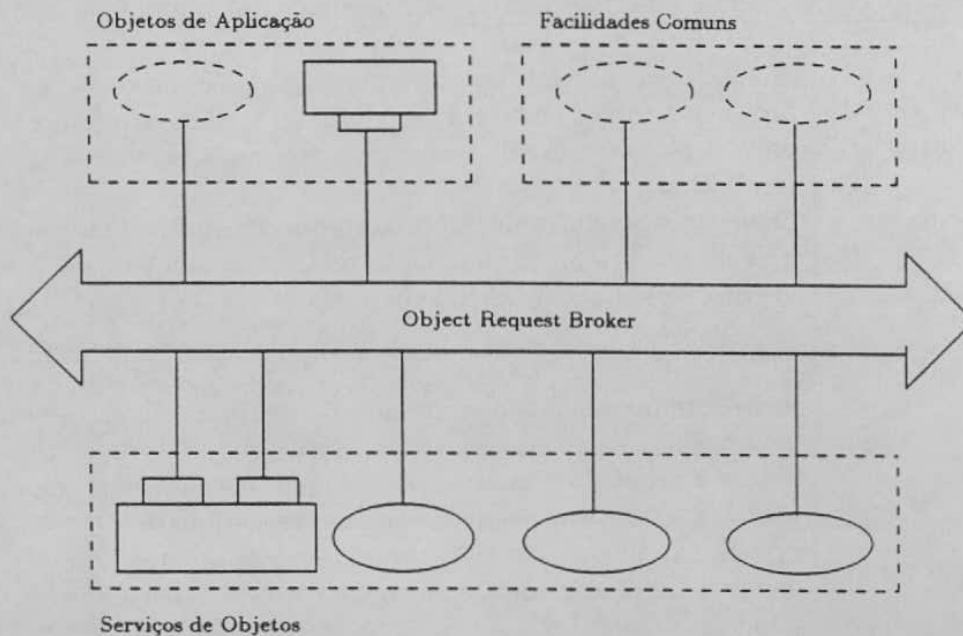 Objetos de Aplicação
Facilidades Comuns
Object Request Broker
Serviços de Objetos